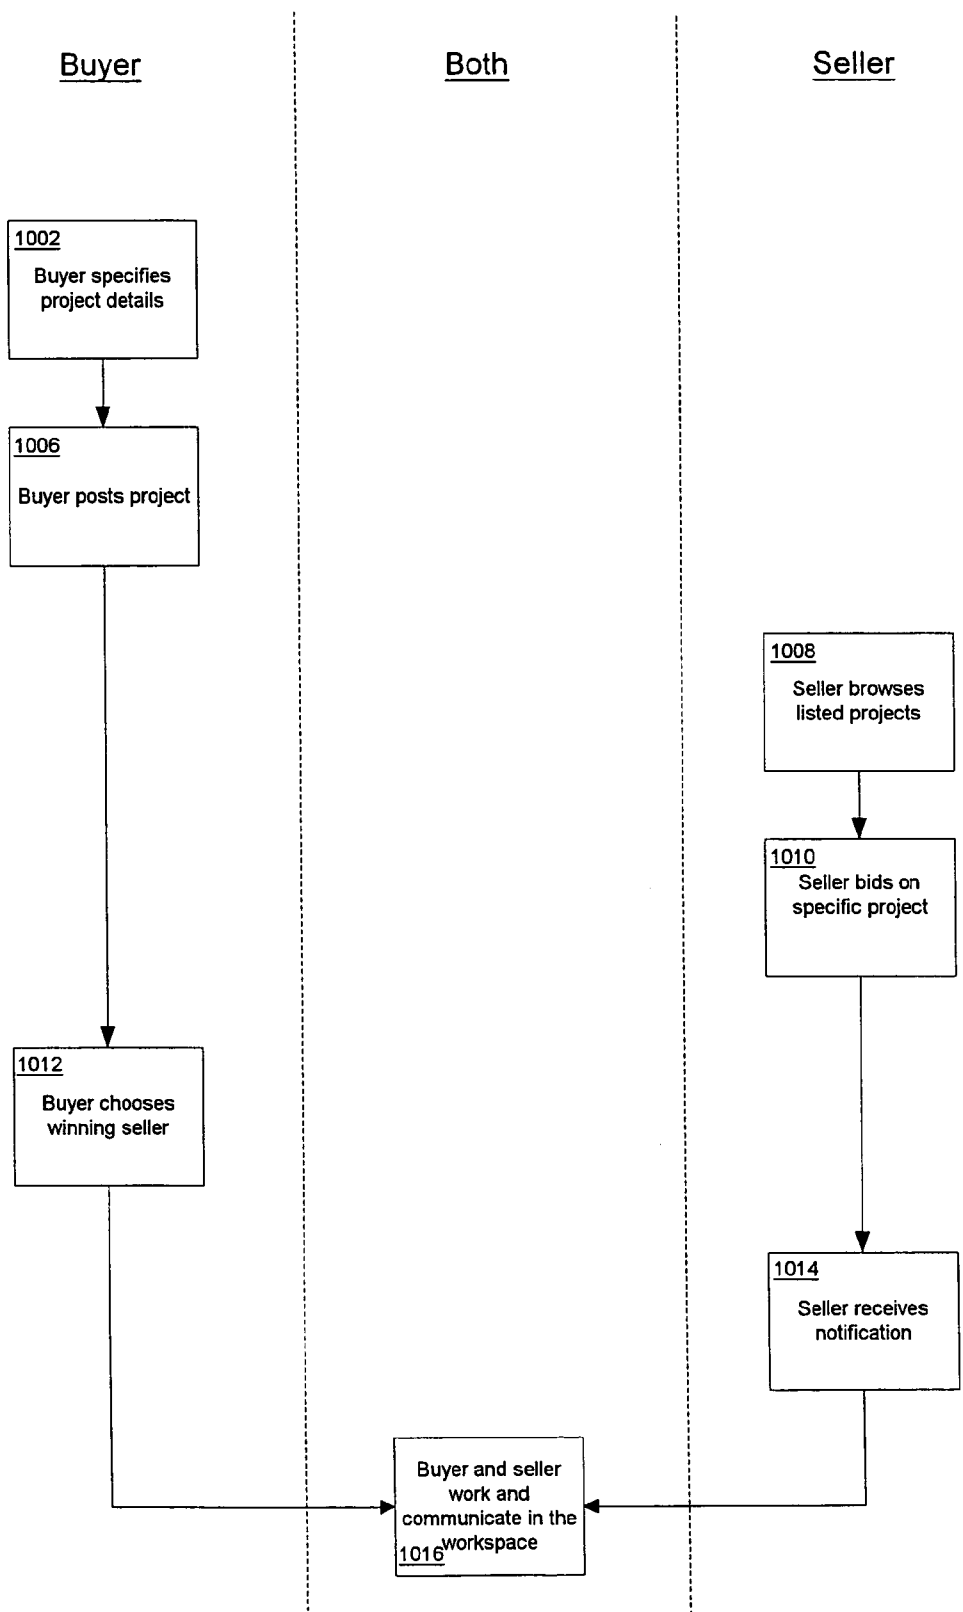 Buyer
Both
Seller
1002
Buyer specifies
project details
1006
Buyer posts project
1008
Seller browses
listed projects
1010
Seller bids on
specific project
1012
Buyer chooses
winning seller
1014
Seller receives
notification
Buyer and seller
work and
communicate in the
workspace
1016